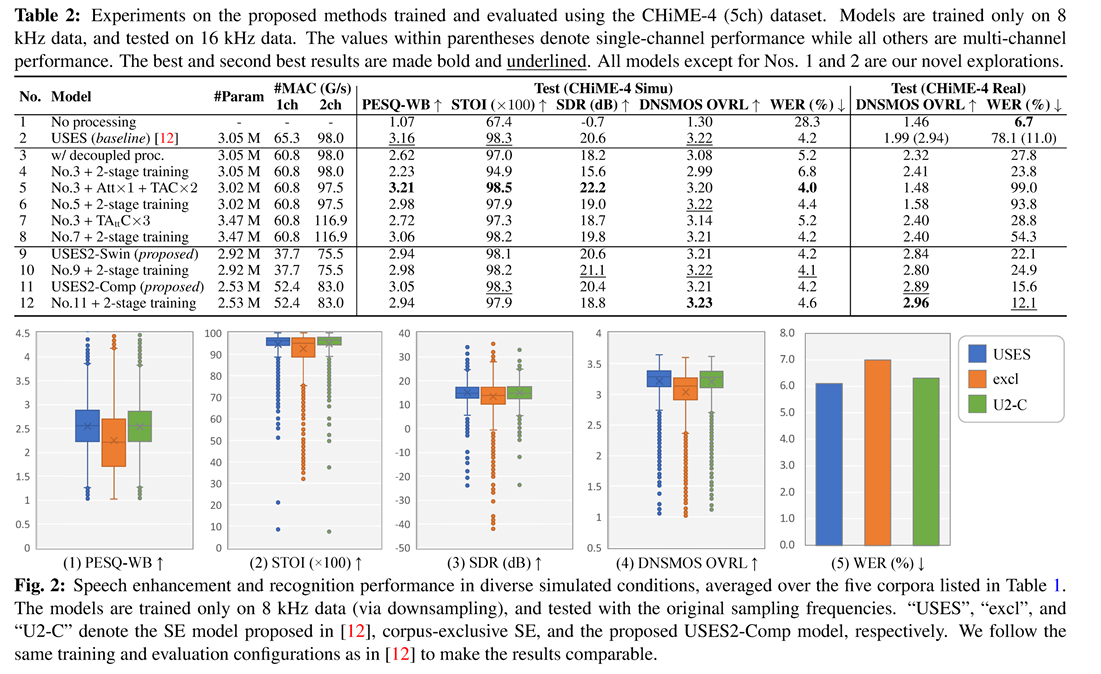 Table 2: Experiments on the proposed methods trained and evaluated using the CHiME-4 (5ch) dataset. Models are trained only on 8
kHz data, and tested on 16 kHz data. The values within parentheses denote single-channel performance while all others are multi-channel
performance. The best and second best results are made bold and underlined. All models except for Nos. 1 and 2 are our novel explorations.
No. Model #Param #MAC (G/s) Test (CHiME-4 Simu) Test (CHiME-4 Real)
1ch 2ch PESQ-WB ↑ STOI (×100) ↑ SDR (dB) ↑ DNSMOS OVRL ↑ WER (%) ↓ DNSMOS OVRL ↑ WER (%) ↓
1 No processing - - - 1.07 67.4 -0.7 1.30 28.3 1.46 6.7
2 USES (baseline) [12] 3.05 M 65.3 98.0 3.16 98.3 20.6 3.22 4.2 1.99 (2.94) 78.1 (11.0)
3 w/ decoupled proc. 3.05 M 60.8 98.0 2.62 97.0 18.2 3.08 5.2 2.32 27.8
4 No.3 + 2-stage training 3.05 M 60.8 98.0 2.23 94.9 15.6 2.99 6.8 2.41 23.8
5 No.3 + Att×1 + TAC×2 3.02 M 60.8 97.5 3.21 98.5 22.2 3.20 4.0 1.48 99.0
6 No.5 + 2-stage training 3.02 M 60.8 97.5 2.98 97.9 19.0 3.22 4.4 1.58 93.8
7 No.3 + TAttC×3 3.47 M 60.8 116.9 2.72 97.3 18.7 3.14 5.2 2.40 28.8
8 No.7 + 2-stage training 3.47 M 60.8 116.9 3.06 98.2 19.8 3.21 4.2 2.40 54.3
9 USES2-Swin (proposed) 2.92 M 37.7 75.5 2.94 98.1 20.6 3.21 4.2 2.84 22.1
10 No.9 + 2-stage training 2.92 M 37.7 75.5 2.98 98.2 21.1 3.22 4.1 2.80 24.9
11 USES2-Comp (proposed) 2.53 M 52.4 83.0 3.05 98.3 20.4 3.21 4.2 2.89 15.6
12 No.11 + 2-stage training 2.53 M 52.4 83.0 2.94 97.9 18.8 3.23 4.6 2.96 12.1
4.5 4 3.5 3 2.5 2 1.5 1 0.5 0
(1) PESQ-WB ↑
100 90 80 70 60 50 40 30 20 10 0
(2) STOI (×100) ↑
40 30 20 10 0 -10 -20 -30 -40 -50
(3) SDR (dB) ↑
4 3.5 3 2.5 2 1.5 1 0.5
(4) DNSMOS OVRL ↑
8.0 7.0 6.0 5.0 4.0 3.0 2.0 1.0 0.0
(5) WER (%) ↓
USES
excl
U2-C
Fig. 2: Speech enhancement and recognition performance in diverse simulated conditions, averaged over the five corpora listed in Table 1.
The models are trained only on 8 kHz data (via downsampling), and tested with the original sampling frequencies. “USES”, “excl”, and
“U2-C” denote the SE model proposed in [12], corpus-exclusive SE, and the proposed USES2-Comp model, respectively. We follow the
same training and evaluation configurations as in [12] to make the results comparable.